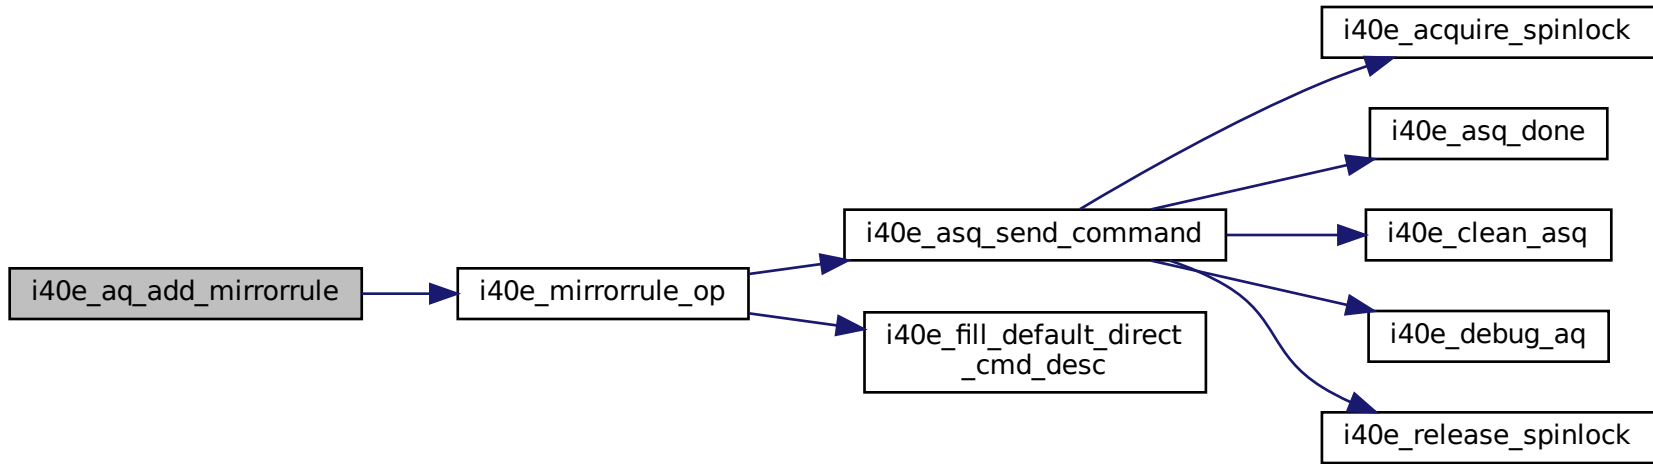 i40e_aq_add_mirrorrule
i40e_mirrorrule_op
i40e_asq_send_command
i40e_fill_default_direct
_cmd_desc
i40e_acquire_spinlock
i40e_asq_done
i40e_clean_asq
i40e_debug_aq
i40e_release_spinlock